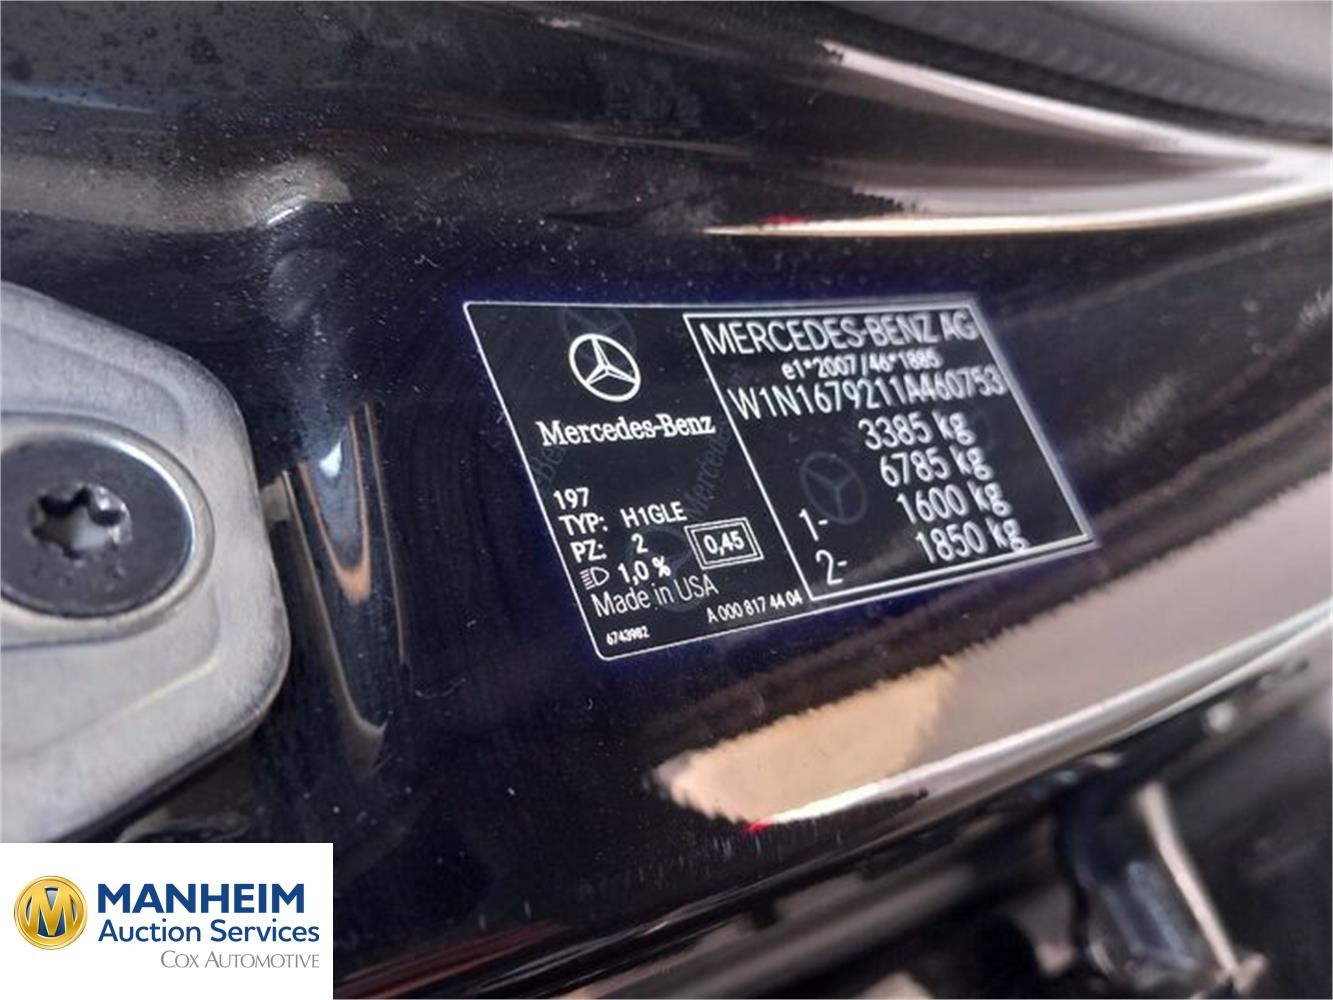 MERCEDES-BENZ AG
e1*2007/46*1885
W1N1679211A460753
3385 kg
6785 kg
1- 1600 kg
2- 1850 kg
Mercedes-Benz
197
TYP: H1GLE
PZ: 2
0,45
1,0 %
Made in USA
6743982
A 000 817 44 04
MANHEIM
Auction Services
COX AUTOMOTIVE